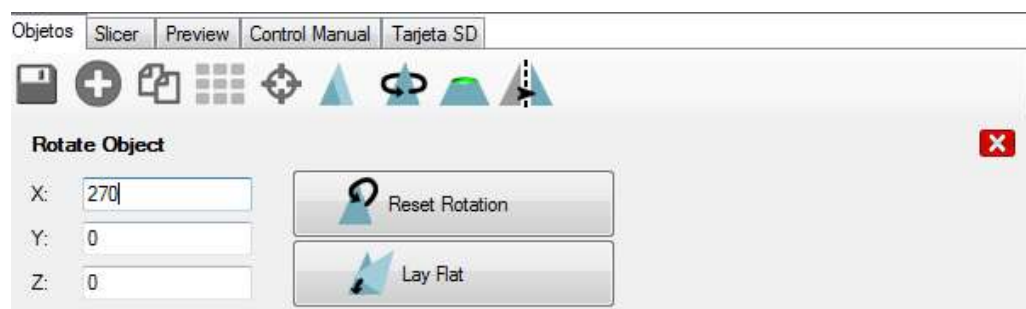 Objetos Slicer Preview Control Manual Tarjeta SD
Rotate Object
X: 270
Reset Rotation
Y: 0
Z: 0
Lay Flat